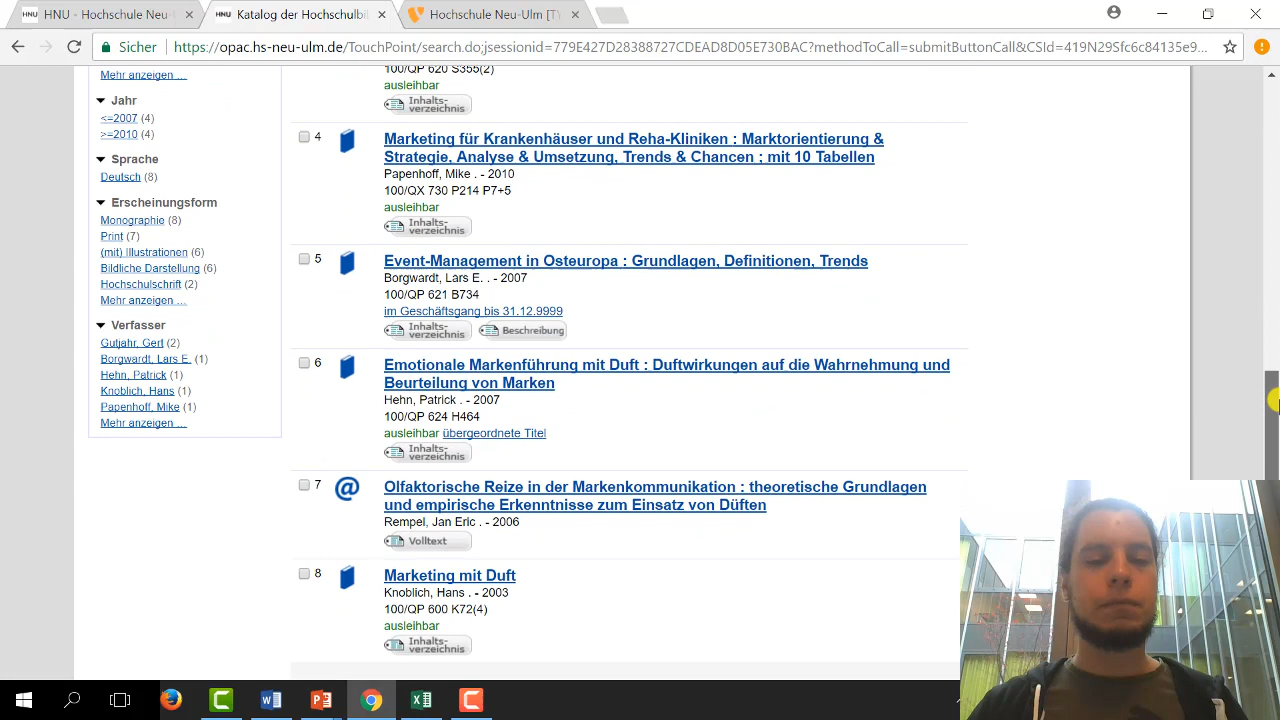 HNU - Hochschule Neu-U
Katalog der Hochschulbi
Hochschule Neu-Ulm [TY
Sicher
https://opac.hs-neu-ulm.de/TouchPoint/search.do;jsessionid=779E427D28388727CDEAD8D05E730BAC?methodToCall=submitButtonCall&CSId=419N29Sfc6c84135e9...
Mehr anzeigen ...
Jahr
<=2007 (4)
>=2010 (4)
Sprache
Deutsch (8)
Erscheinungsform
Monographie (8)
Print (7)
(mit) Illustrationen (6)
Bildliche Darstellung (6)
Hochschulschrift (2)
Mehr anzeigen ...
Verfasser
Gutjahr, Gert (2)
Borgwardt, Lars E. (1)
Hehn, Patrick (1)
Knoblich, Hans (1)
Papenhoff, Mike (1)
Mehr anzeigen ...
100/QP 620 S355(2)
ausleihbar
Inhalts-
verzeichnis
4
Marketing für Krankenhäuser und Reha-Kliniken : Marktorientierung &
Strategie, Analyse & Umsetzung, Trends & Chancen ; mit 10 Tabellen
Papenhoff, Mike . - 2010
100/QX 730 P214 P7+5
ausleihbar
Inhalts-
verzeichnis
5
Event-Management in Osteuropa : Grundlagen, Definitionen, Trends
Borgwardt, Lars E. . - 2007
100/QP 621 B734
im Geschäftsgang bis 31.12.9999
Inhalts-
verzeichnis
Beschreibung
6
Emotionale Markenführung mit Duft : Duftwirkungen auf die Wahrnehmung und
Beurteilung von Marken
Hehn, Patrick . - 2007
100/QP 624 H464
ausleihbar übergeordnete Titel
Inhalts-
verzeichnis
7
Olfaktorische Reize in der Markenkommunikation : theoretische Grundlagen
und empirische Erkenntnisse zum Einsatz von Düften
Rempel, Jan Eric . - 2006
Volltext
8
Marketing mit Duft
Knoblich, Hans . - 2003
100/QP 600 K72(4)
ausleihbar
Inhalts-
verzeichnis